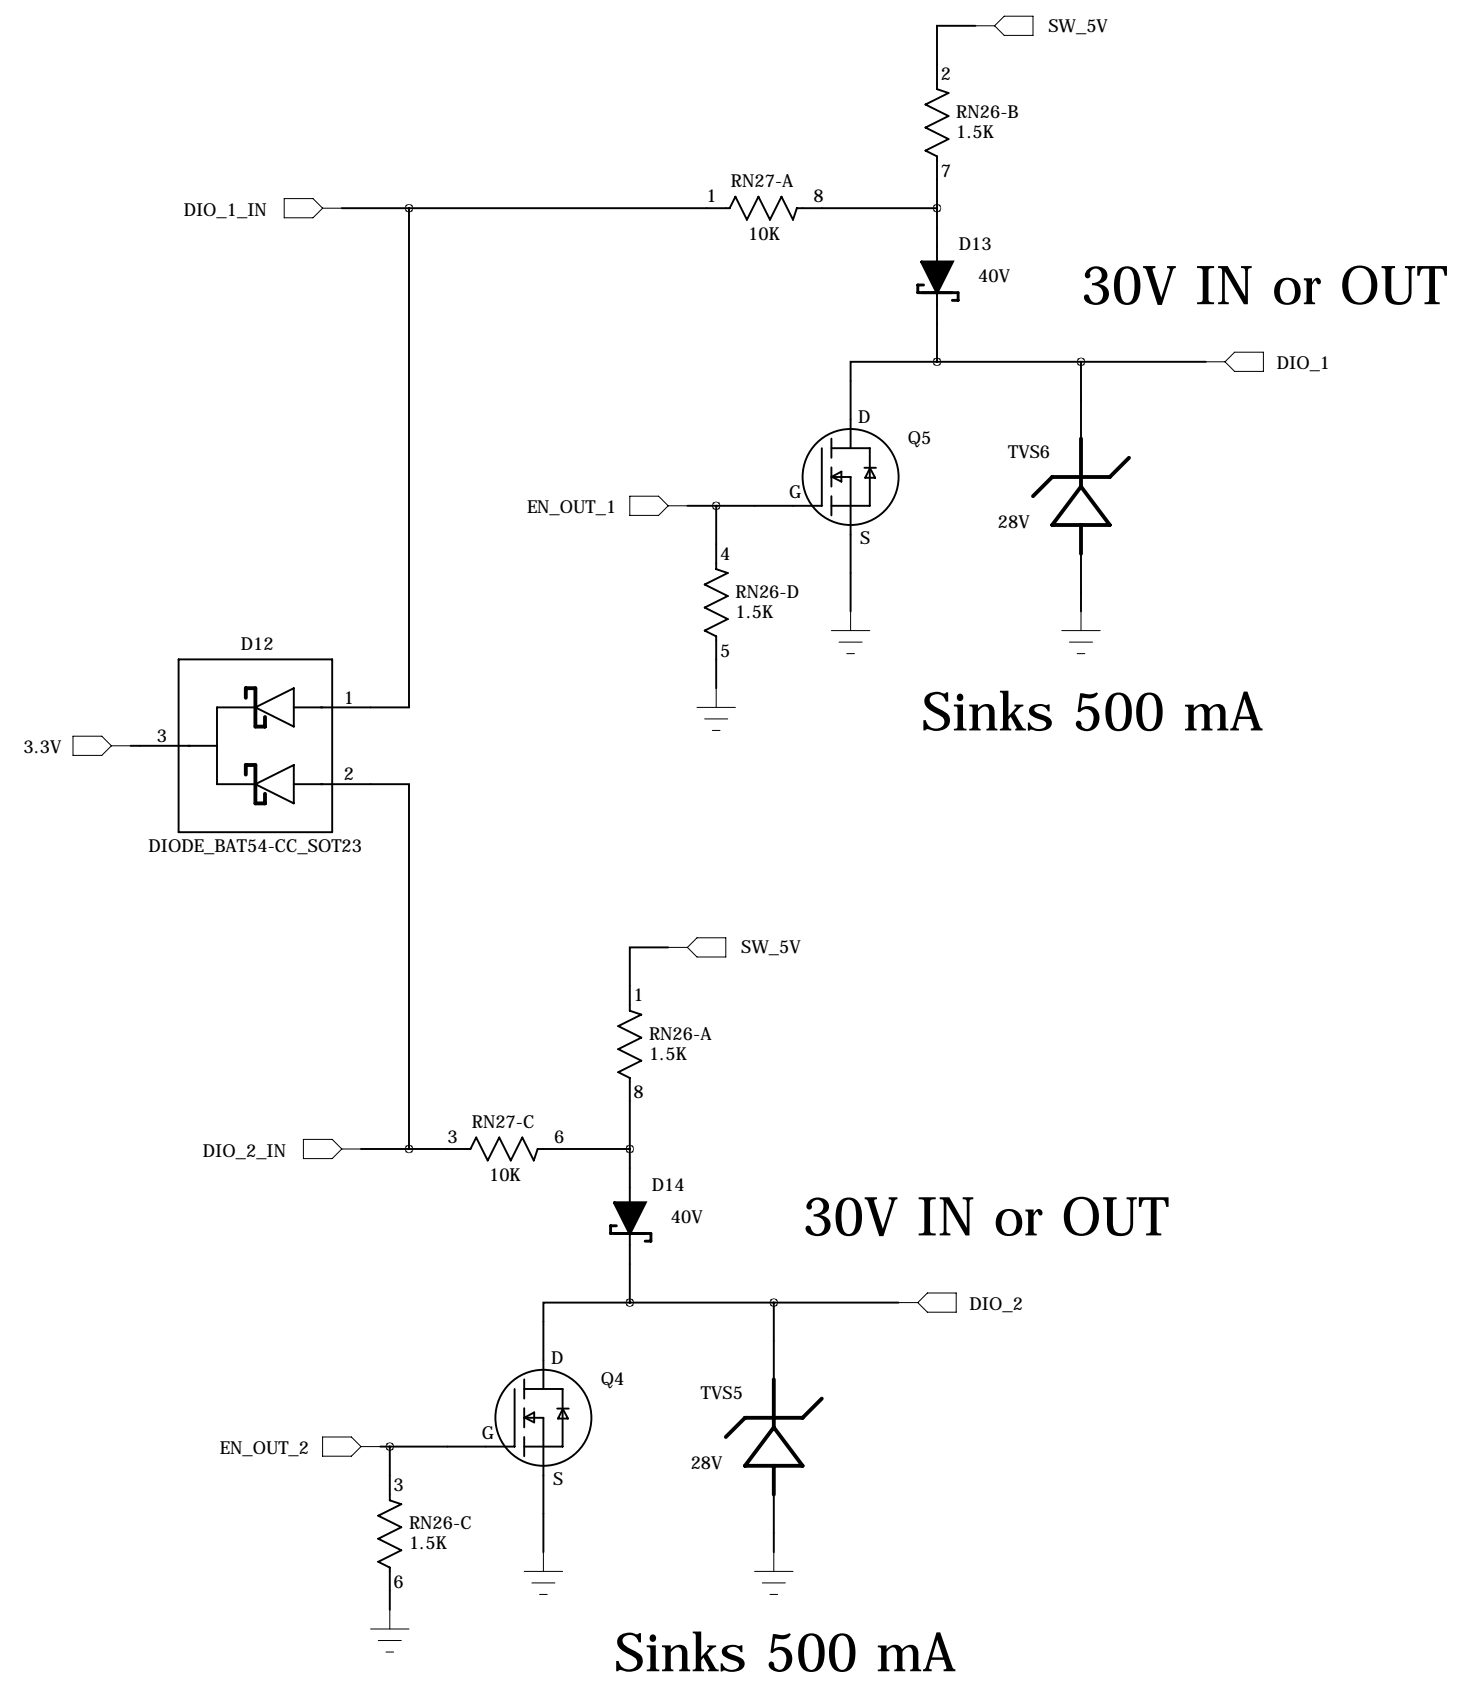 SW_5V
2
RN26-B
1.5K
7
RN27-A
1
8
10K
DIO_1_IN
D13
40V
30V IN or OUT
DIO_1
D
Q5
TVS6
G
EN_OUT_1
28V
S
4
RN26-D
1.5K
5
D12
Sinks 500 mA
1
3.3V
3
2
DIODE_BAT54-CC_SOT23
SW_5V
1
RN26-A
1.5K
8
RN27-C
3
6
DIO_2_IN
10K
D14
40V
30V IN or OUT
DIO_2
D
Q4
TVS5
G
EN_OUT_2
28V
S
3
RN26-C
1.5K
6
Sinks 500 mA